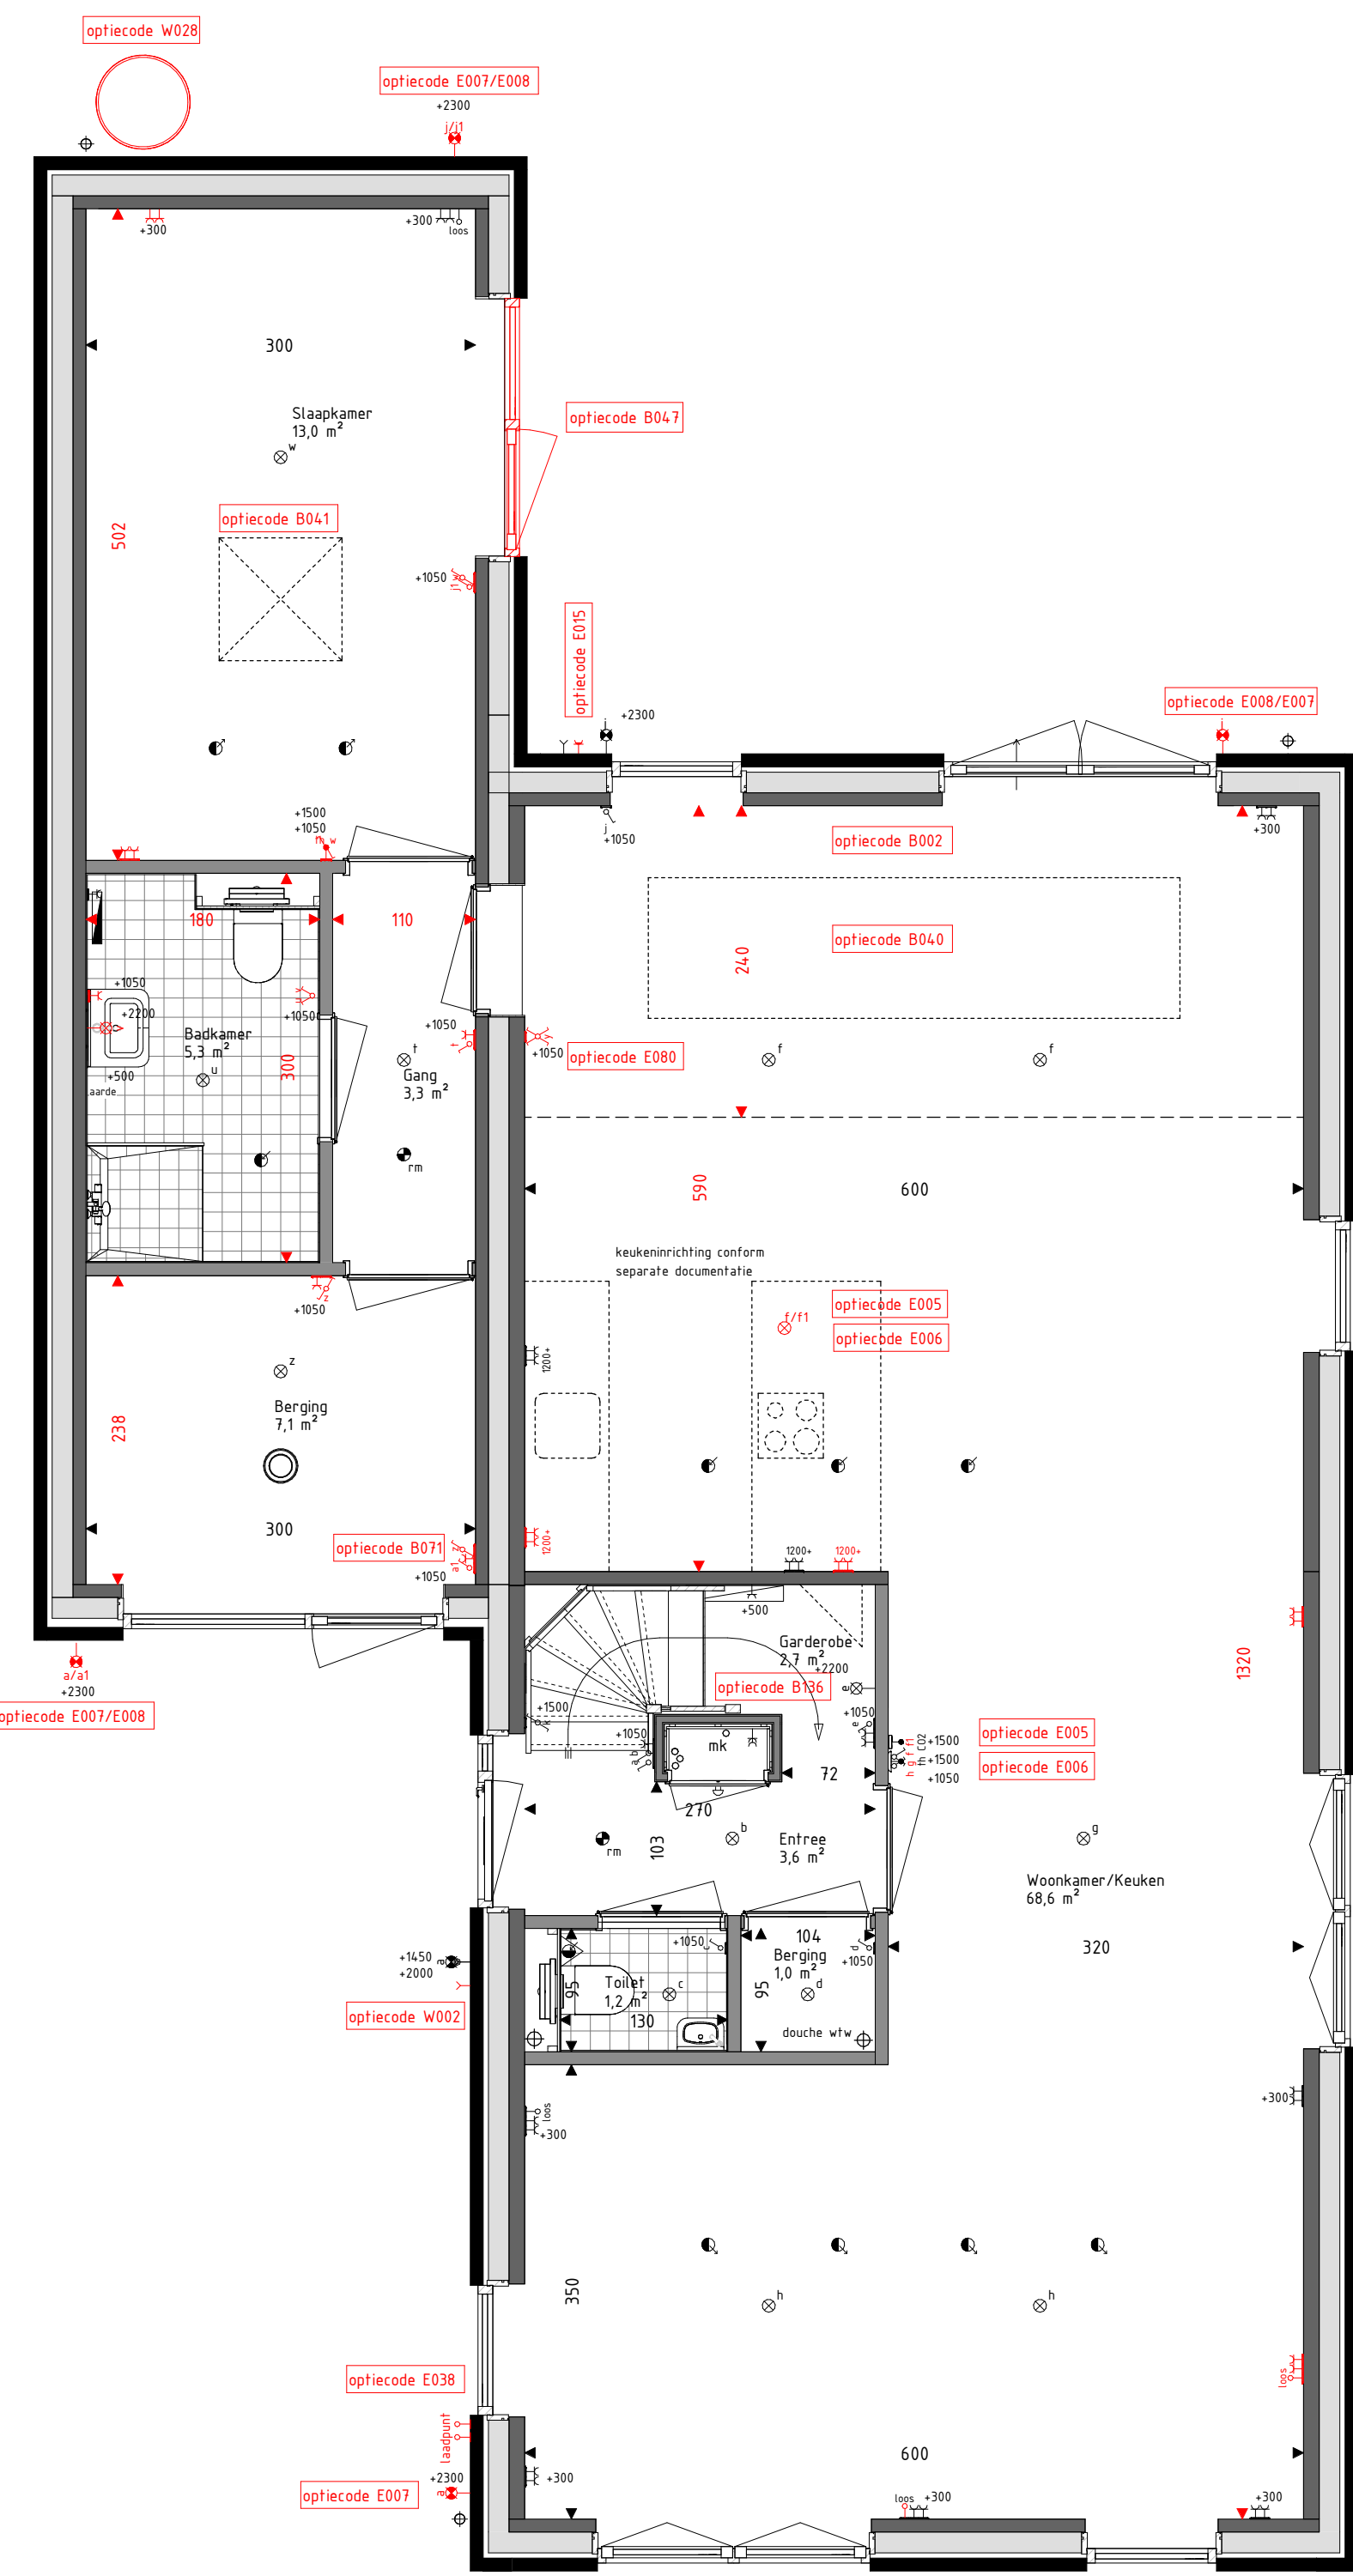 optiecode W028
optiecode E007/E008
+2300
j/j1
+300
+300
loos
300
Slaapkamer
13,0 m²
w
optiecode B047
optiecode B041
502
+1050
j1 w
optiecode E015
j
+2300
optiecode E008/E007
j
+1500
+1050
w
j
+1050
+300
optiecode B002
180
110
240
optiecode B040
+1050
+2200
v
Badkamer
5,3 m²
u
+500
aarde
300
+1050
+1050
t
t
Gang
3,3 m²
rm
+1050
y
optiecode E080
f
f
590
600
keukeninrichting conform
separate documentatie
+1050
z
optiecode E005
f/f1
optiecode E006
z
Berging
7,1 m²
238
300
1200+
1200+
optiecode B071
a1 z
+1050
1200+
1200+
a/a1
+2300
optiecode E007/E008
+500
Garderobe
2,7 m²
+2200
e
optiecode B136
1320
+1500
k
+1050
a b
mk
+1050
e
72
h g f f1
th CO2
+1500
+1500
+1050
optiecode E005
optiecode E006
270
103
rm
b
Entree
3,6 m²
g
Woonkamer/Keuken
68,6 m²
+1450
+2000
a
optiecode W002
+1050
c
104
Berging
1,0 m²
d
+1050
d
320
95
Toilet
1,2 m²
c
130
95
douche wtw
loos
+300
+300
350
h
h
optiecode E038
laadpunt
loos
600
+2300
a
optiecode E007
+300
loos
+300
+300